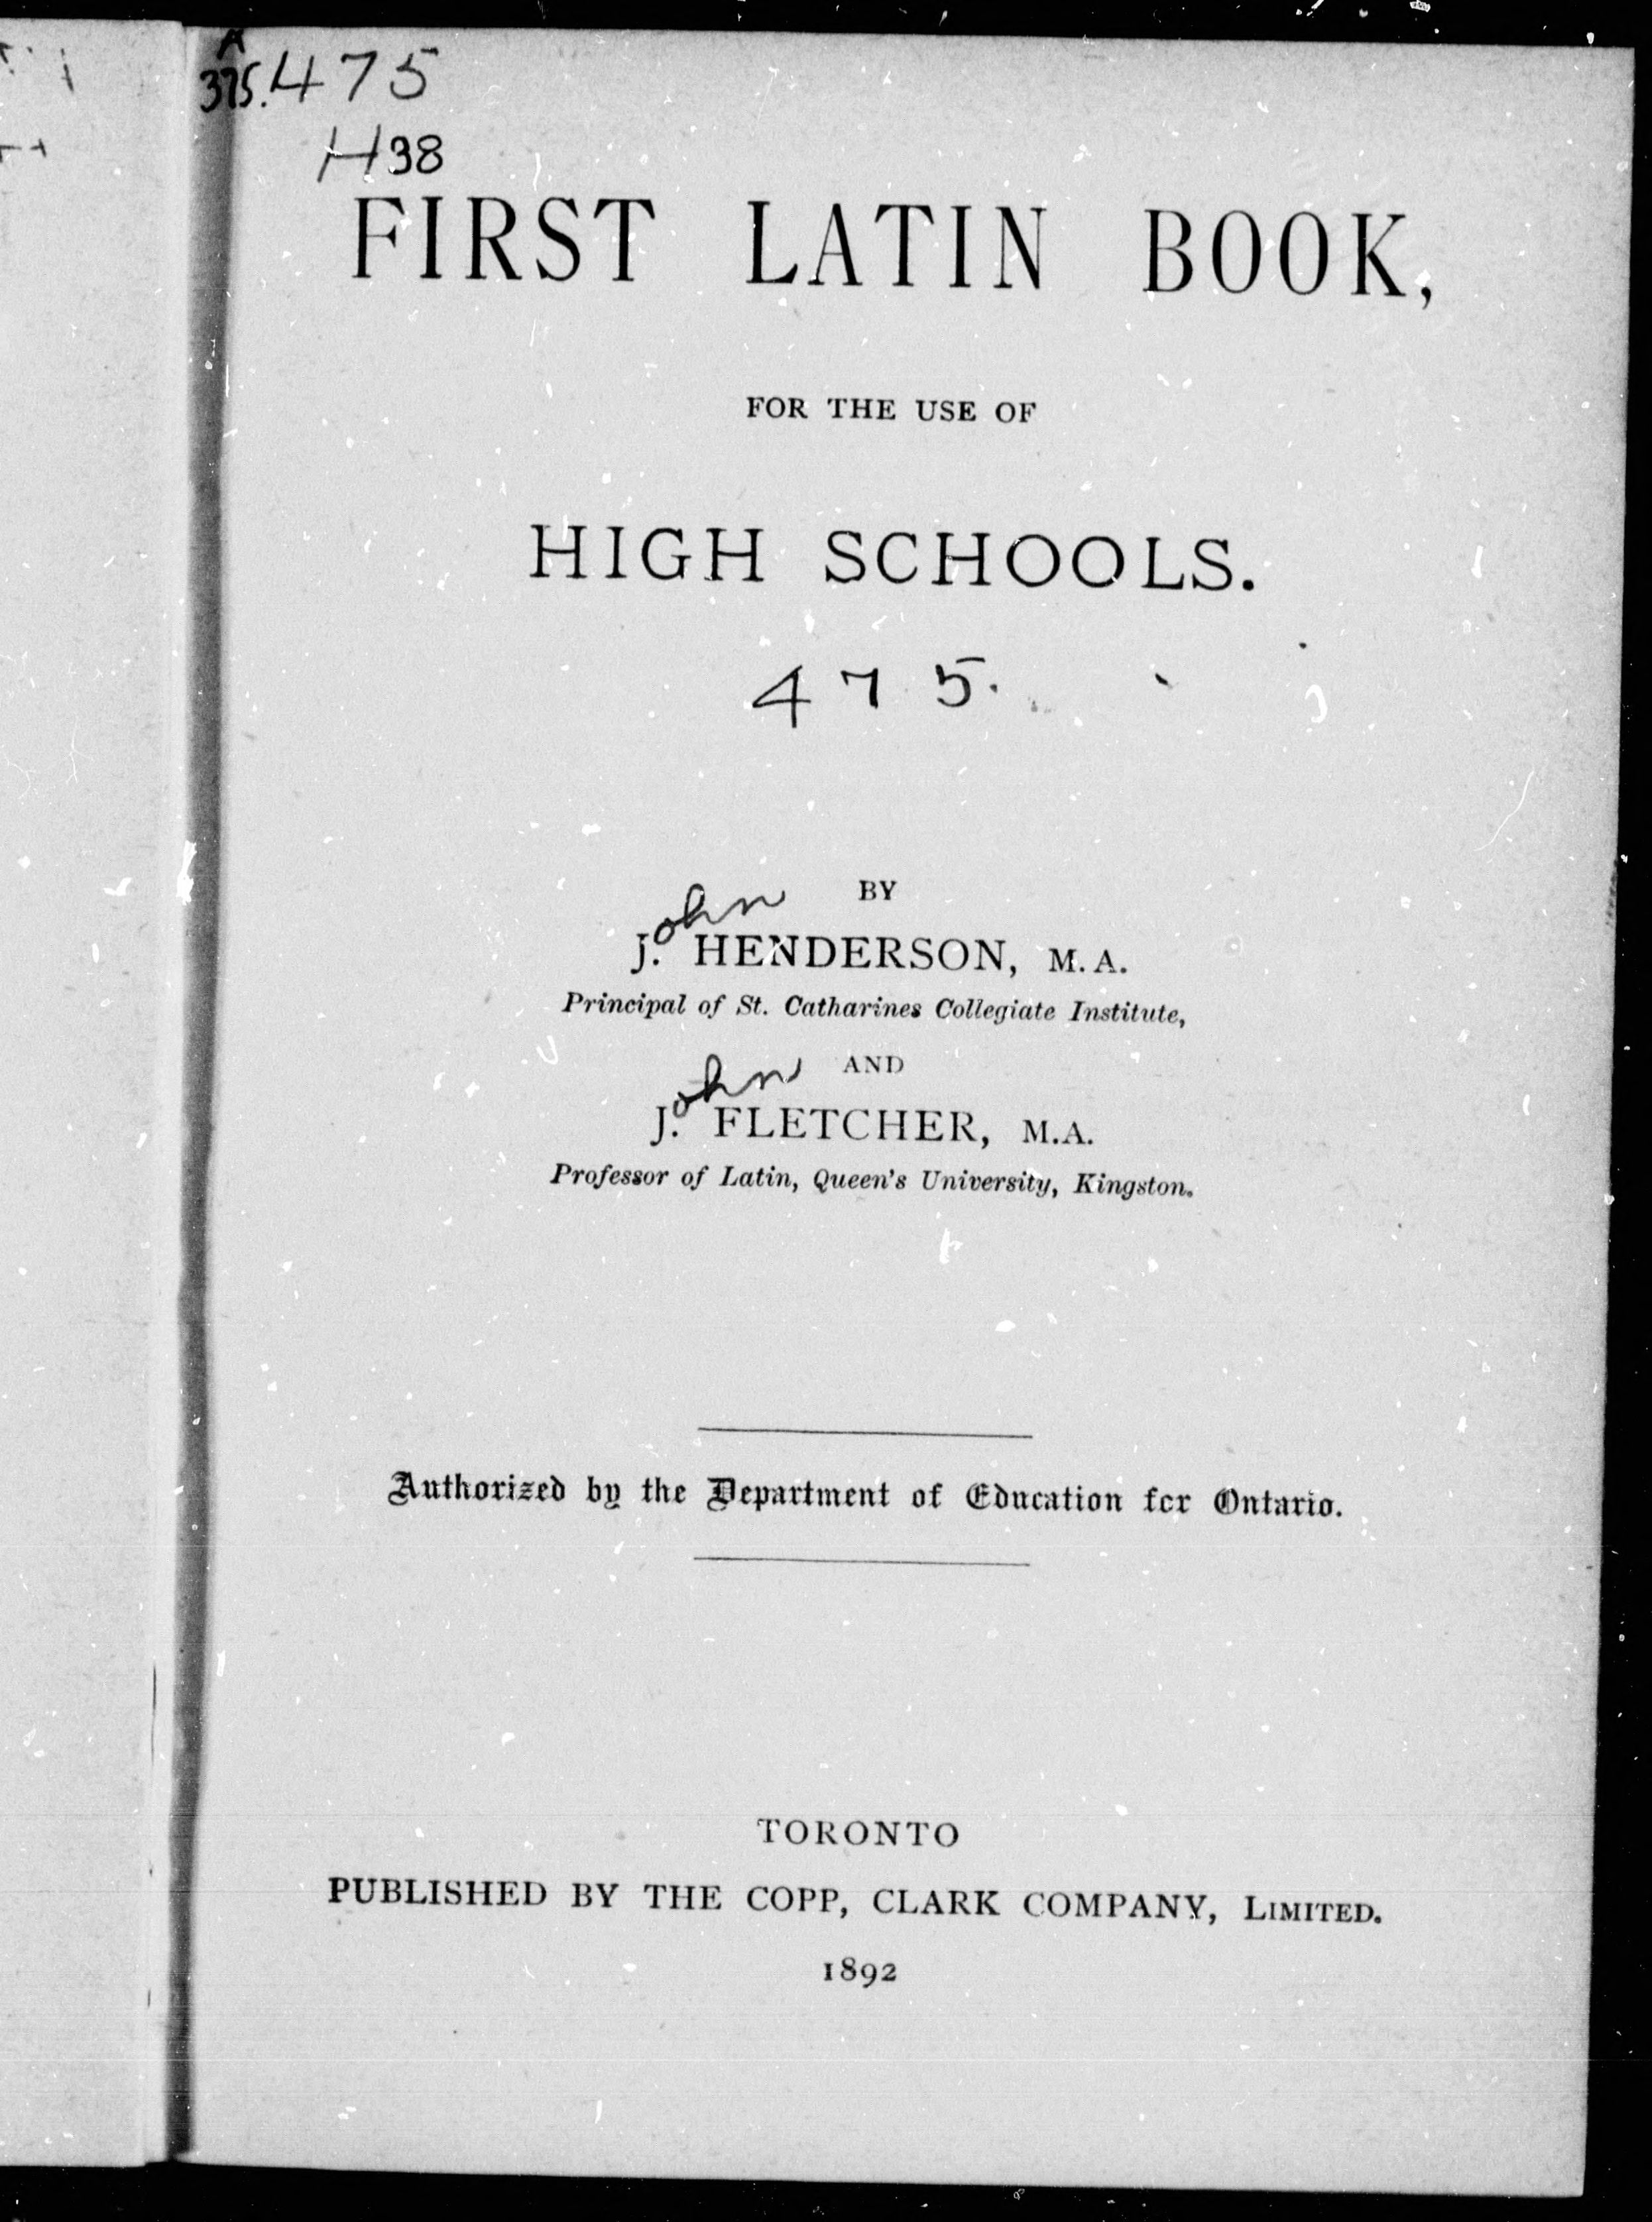 A
375.475
H38
FIRST LATIN BOOK,
FOR THE USE OF
HIGH SCHOOLS.
475.
BY
John
J. HENDERSON, M.A.
Principal of St. Catharines Collegiate Institute,
AND
John
J. FLETCHER, M.A.
Professor of Latin, Queen's University, Kingston.
Authorized by the Department of Education for Ontario.
TORONTO
PUBLISHED BY THE COPP, CLARK COMPANY, LIMITED.
1892